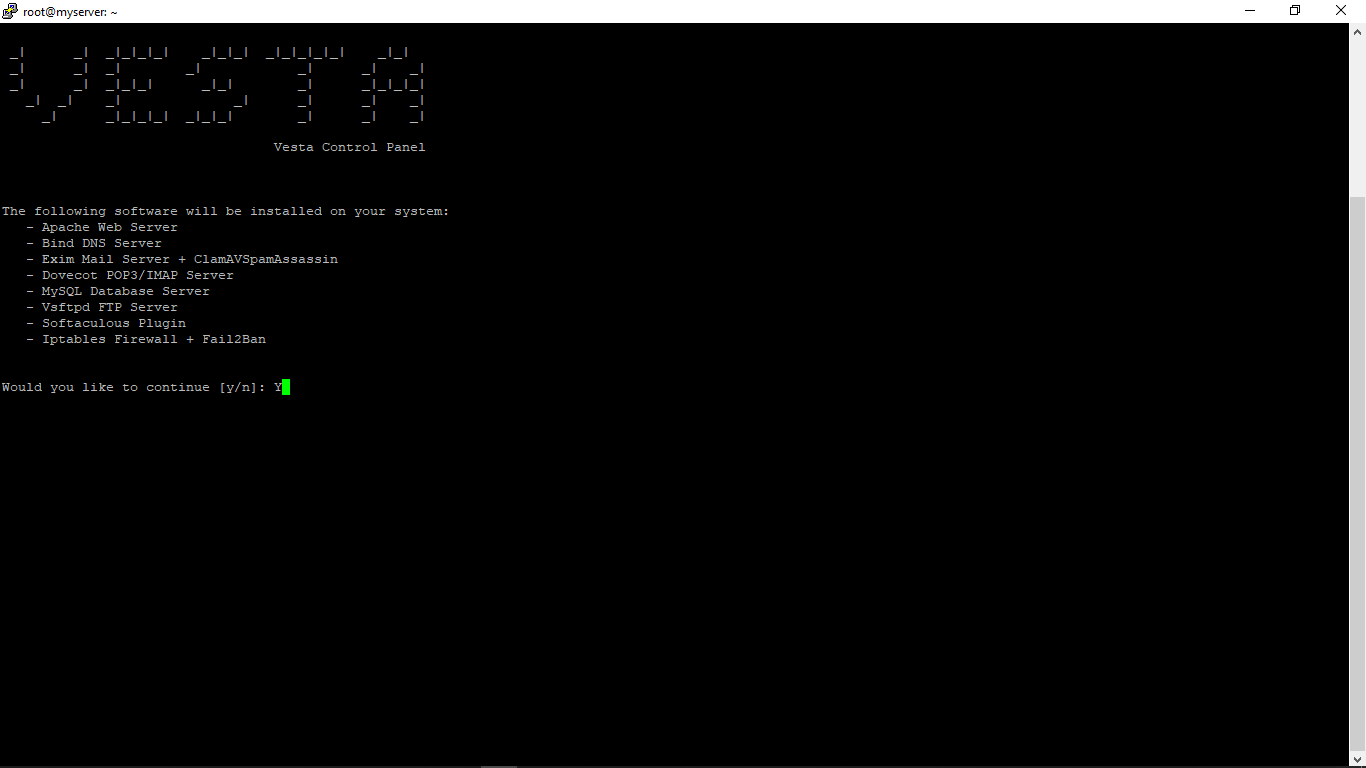 root@myserver: ~
VESTA
Vesta Control Panel
The following software will be installed on your system:
- Apache Web Server
- Bind DNS Server
- Exim Mail Server + ClamAVSpamAssassin
- Dovecot POP3/IMAP Server
- MySQL Database Server
- Vsftpd FTP Server
- Softaculous Plugin
- Iptables Firewall + Fail2Ban
Would you like to continue [y/n]: Y